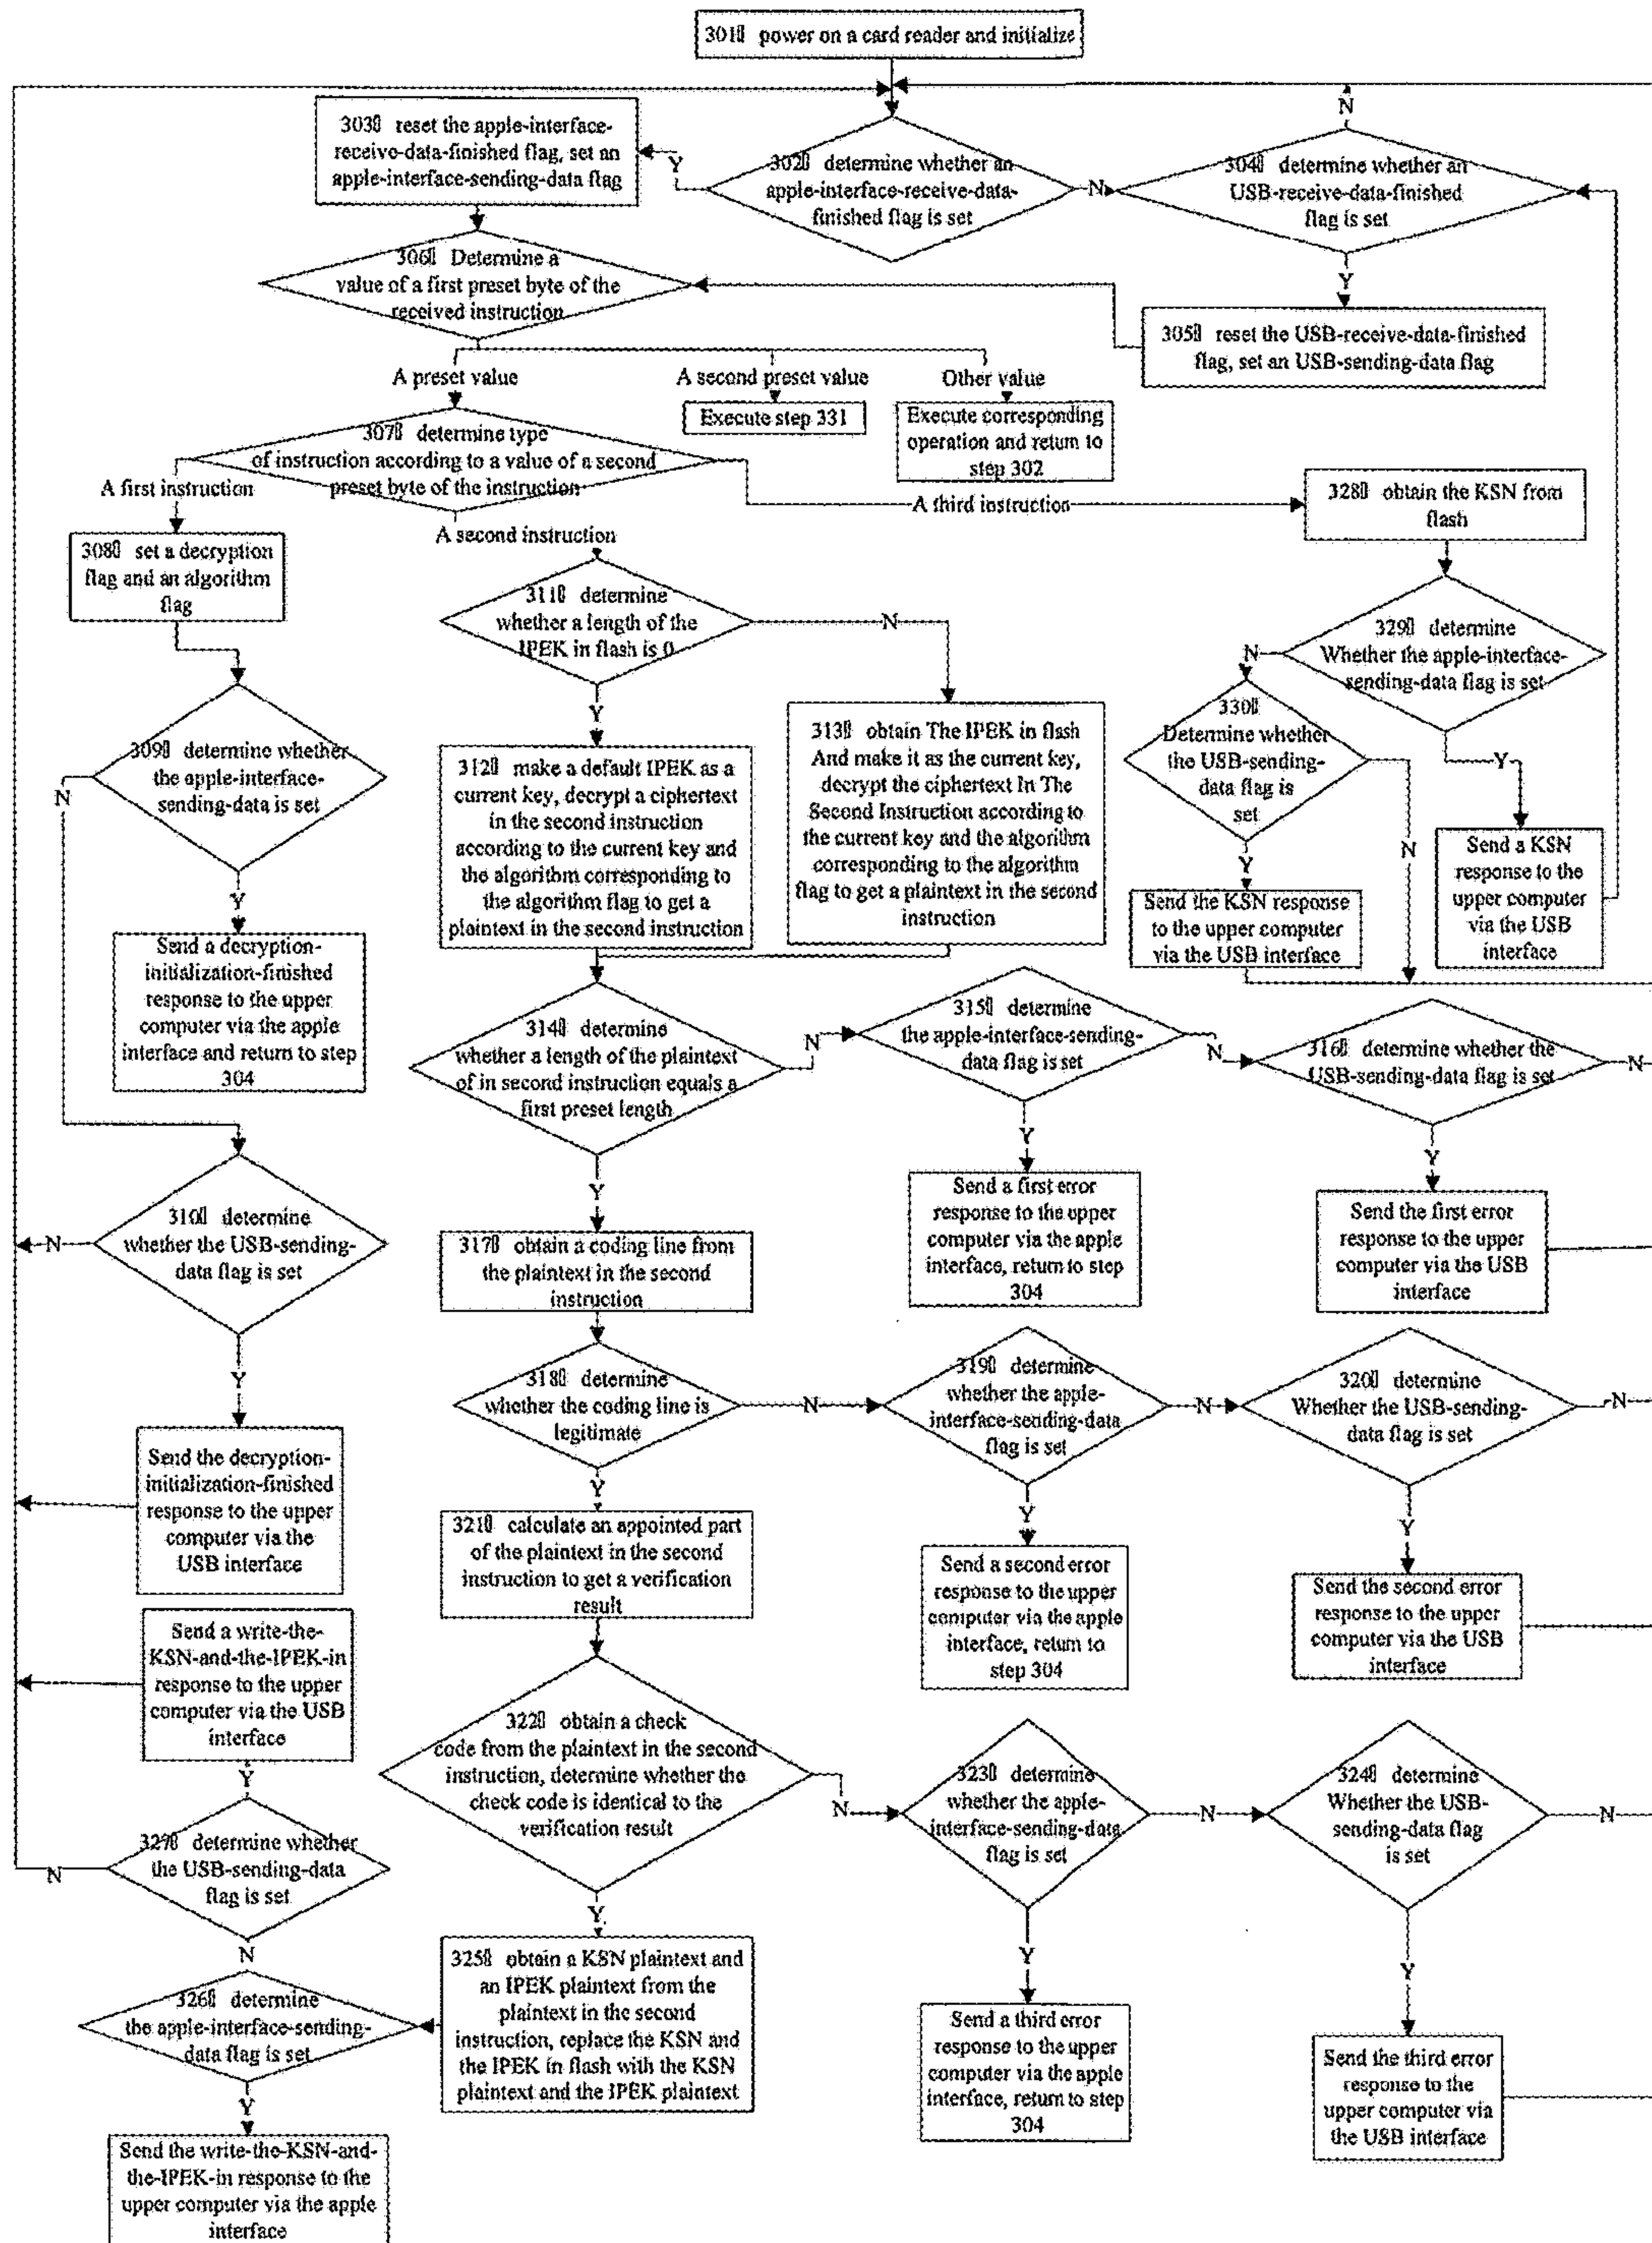 301 power on a card reader and initialize
303 reset the apple-interface-
receive-data-finished flag, set an
apple-interface-sending-data flag
Y
302 determine whether an
apple-interface-receive-data-
finished flag is set
N
304 determine whether an
USB-receive-data-finished
flag is set
N
Y
305 reset the USB-receive-data-finished
flag, set an USB-sending-data flag
306 Determine a
value of a first preset byte of the
received instruction
A preset value
A second preset value
Other value
Execute step 331
Execute corresponding
operation and return to
step 302
307 determine type
of instruction according to a value of a second
preset byte of the instruction
A first instruction
A second instruction
A third instruction
308 set a decryption
flag and an algorithm
flag
309 determine whether
the apple-interface-
sending-data is set
N
Y
Send a decryption-
initialization-finished
response to the upper
computer via the apple
interface and return to step
304
310 determine
whether the USB-sending-
data flag is set
N
Y
Send the decryption-
initialization-finished
response to the upper
computer via the
USB interface
311 determine
whether a length of the
IPEK in flash is 0
N
Y
312 make a default IPEK as a
current key, decrypt a ciphertext
in the second instruction
according to the current key and
the algorithm corresponding to
the algorithm flag to get a
plaintext in the second instruction
313 obtain The IPEK in flash
And make it as the current key,
decrypt the ciphertext In The
Second Instruction according to
the current key and the algorithm
corresponding to the algorithm
flag to get a plaintext in the second
instruction
328 obtain the KSN from
flash
329 determine
Whether the apple-interface-
sending-data flag is set
N
Y
330
Determine whether
the USB-sending-
data flag is
set
Y
N
Send the KSN response
to the upper computer
via the USB interface
Send a KSN
response to the
upper computer
via the USB
interface
314 determine
whether a length of the plaintext
of in second instruction equals a
first preset length
N
Y
315 determine
the apple-interface-sending-
data flag is set
N
Y
Send a first error
response to the upper
computer via the apple
interface, return to step
304
316 determine whether the
USB-sending-data flag is set
N
Y
Send the first error
response to the upper
computer via the USB
interface
317 obtain a coding line from
the plaintext in the second
instruction
318 determine
whether the coding line is
legitimate
N
Y
319 determine
whether the apple-
interface-sending-data
flag is set
N
Y
Send a second error
response to the upper
computer via the apple
interface, return to
step 304
320 determine
Whether the USB-sending-
data flag is set
N
Y
Send the second error
response to the upper
computer via the USB
interface
321 calculate an appointed part
of the plaintext in the second
instruction to get a verification
result
322 obtain a check
code from the plaintext in the second
instruction, determine whether the
check code is identical to the
verification result
N
Y
323 determine
whether the apple-
interface-sending-data
flag is set
N
Y
Send a third error
response to the upper
computer via the apple
interface, return to step
304
324 determine
Whether the USB-
sending-data flag
is set
N
Y
Send the third error
response to the
upper computer via
the USB interface
325 obtain a KSN plaintext and
an IPEK plaintext from the
plaintext in the second
instruction, replace the KSN and
the IPEK in flash with the KSN
plaintext and the IPEK plaintext
Send a write-the-
KSN-and-the-IPEK-in
response to the upper
computer via the USB
interface
Y
327 determine whether
the USB-sending-data
flag is set
N
N
326 determine
the apple-interface-sending-
data flag is set
Y
Send the write-the-KSN-and-
the-IPEK-in response to the
upper computer via the apple
interface